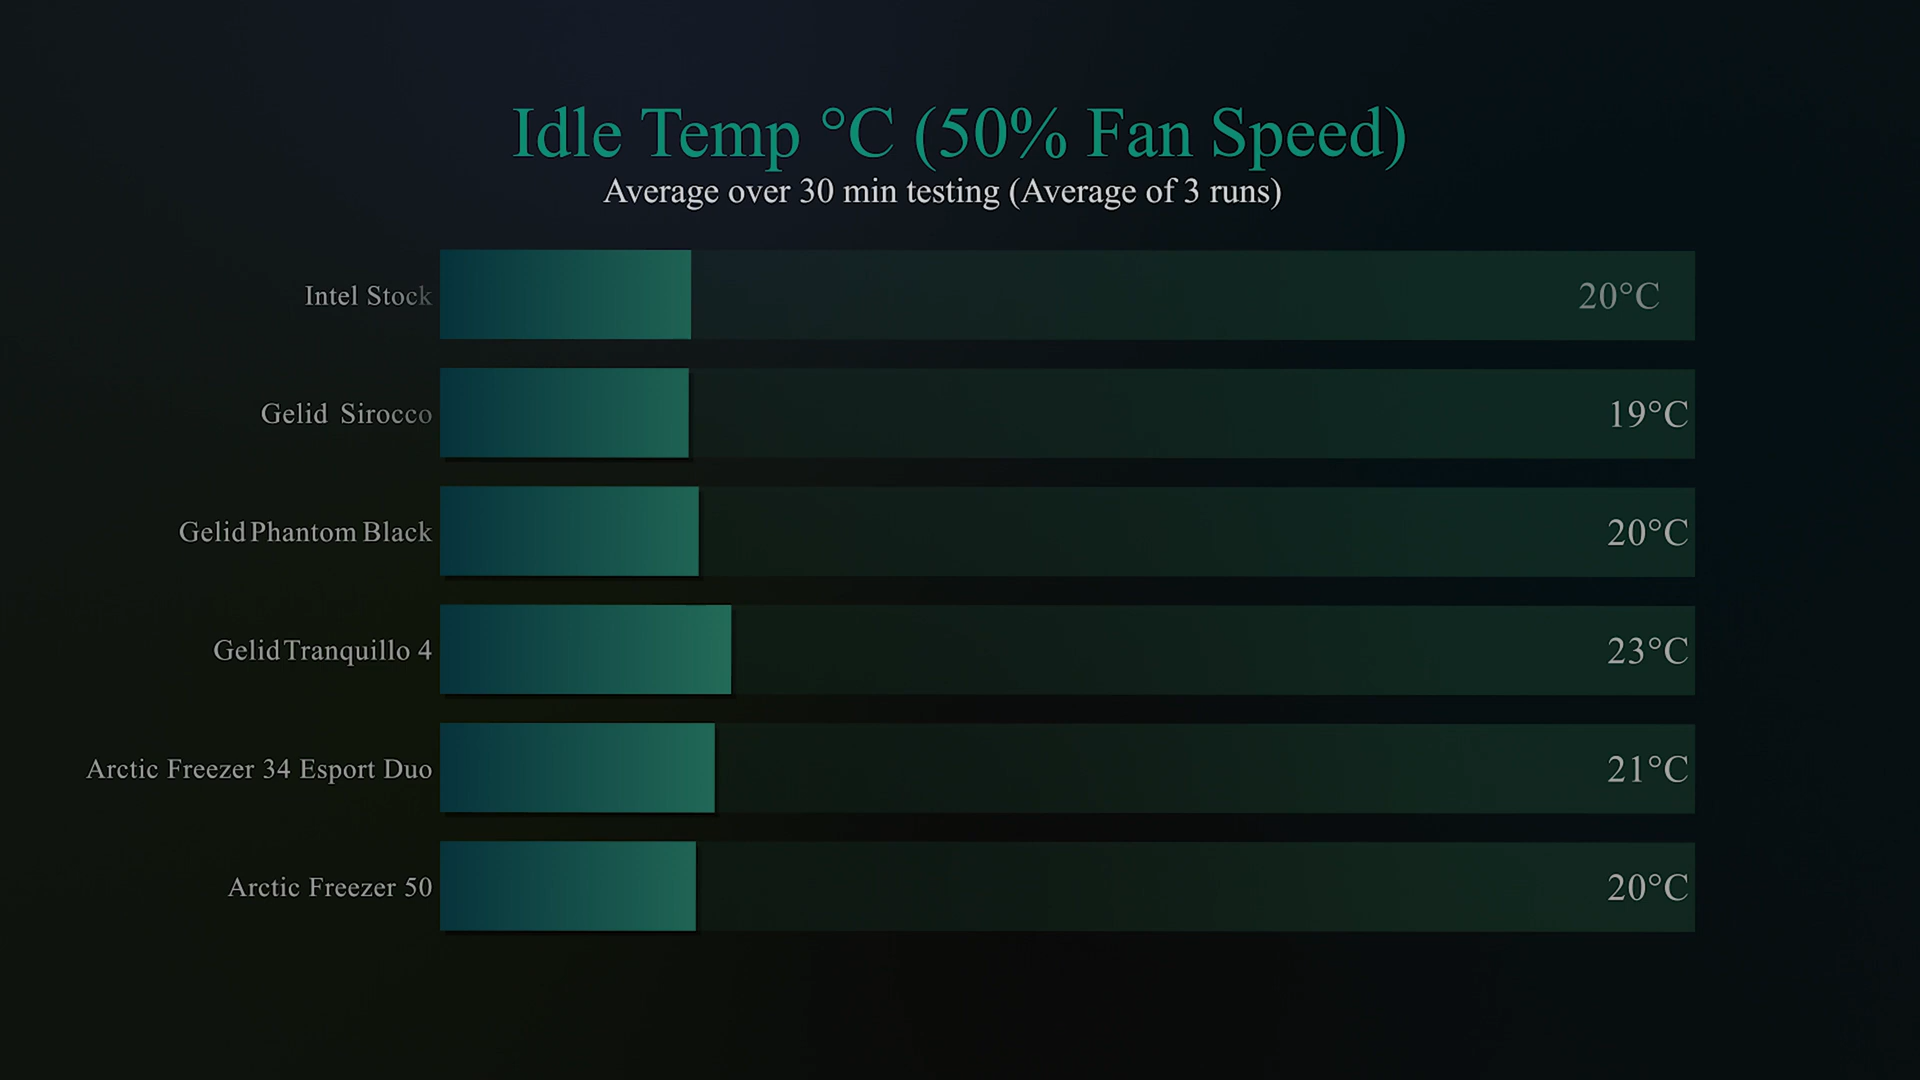 Idle Temp °C (50% Fan Speed)
Average over 30 min testing (Average of 3 runs)
Intel Stock 20°C
Gelid Sirocco 19°C
Gelid Phantom Black 20°C
Gelid Tranquillo 4 23°C
Arctic Freezer 34 Esport Duo 21°C
Arctic Freezer 50 20°C